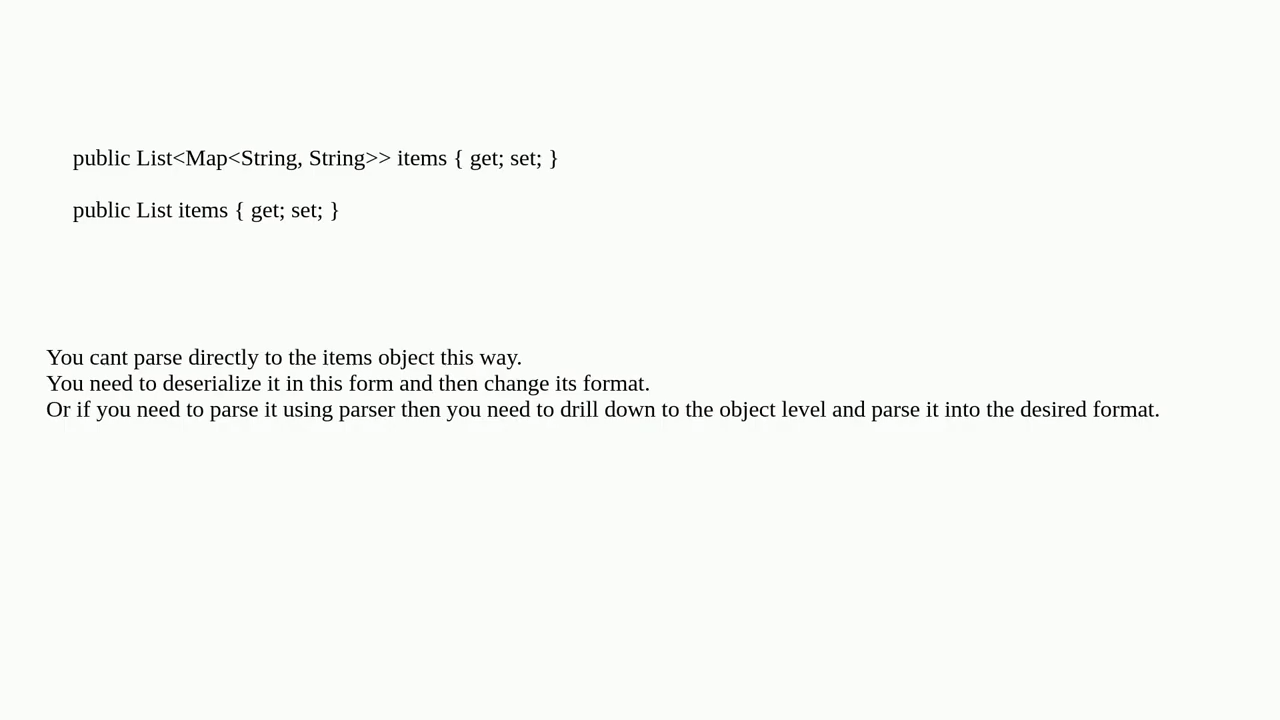 public List<Map<String, String>> items { get; set; }
public List items { get; set; }
You cant parse directly to the items object this way.
You need to deserialize it in this form and then change its format.
Or if you need to parse it using parser then you need to drill down to the object level and parse it into the desired format.